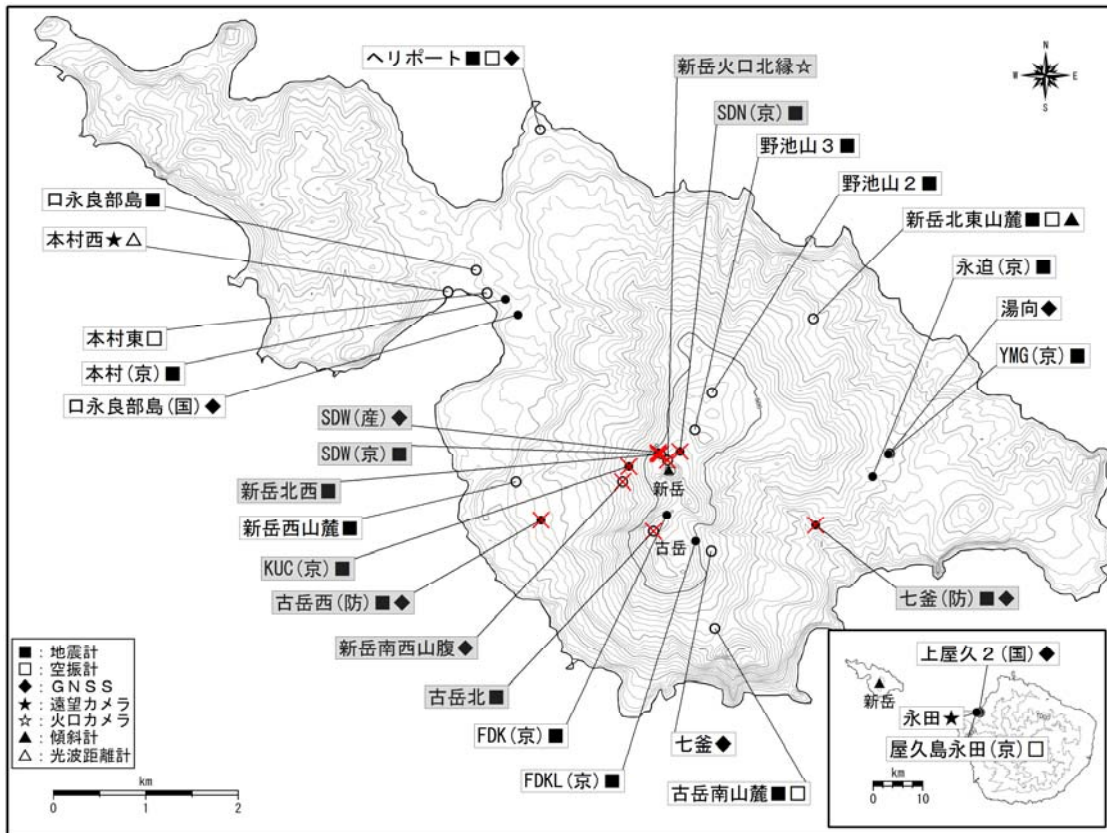 N
W
E
S
ヘリポート■□◆
新岳火口北縁☆
SDN(京)■
野池山3■
野池山2■
新岳北東山麓■□▲
永迫(京)■
湯向◆
YMG(京)■
口永良部島■
本村西★△
本村東□
本村(京)■
口永良部島(国)◆
SDW(産)◆
SDW(京)■
新岳北西■
新岳西山麓■
KUC(京)■
古岳西(防)■◆
新岳南西山腹◆
古岳北■
FDK(京)■
FDKL(京)■
七釜◆
古岳南山麓■□
七釜(防)■◆
新岳
古岳
■:地震計
□:空振計
◆:GNSS
★:遠望カメラ
☆:火口カメラ
▲:傾斜計
△:光波距離計
km
0 1 2
上屋久2(国)◆
新岳
永田★
屋久島永田(京)□
km
0 10